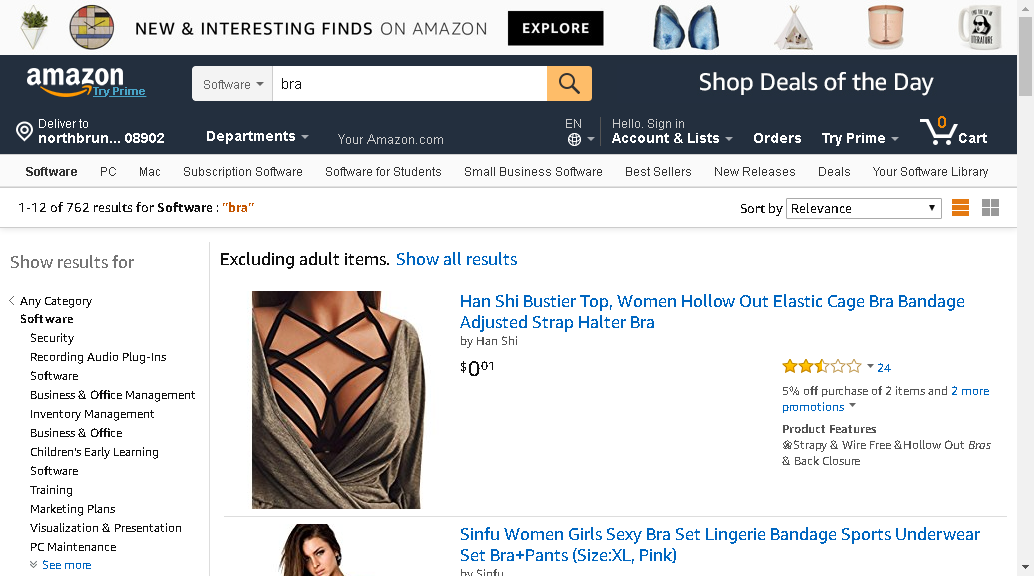 NEW & INTERESTING FINDS ON AMAZON
EXPLORE
amazon
Try Prime
Software
bra
Shop Deals of the Day
Deliver to
northbrun... 08902
Departments
Your Amazon.com
EN
Hello. Sign in
Account & Lists
Orders
Try Prime
0
Cart
Software PC Mac Subscription Software Software for Students Small Business Software Best Sellers New Releases Deals Your Software Library
1-12 of 762 results for Software : "bra"
Sort by Relevance
Show results for
Any Category
Software
Security
Recording Audio Plug-Ins
Software
Business & Office Management
Inventory Management
Business & Office
Children's Early Learning
Software
Training
Marketing Plans
Visualization & Presentation
PC Maintenance
See more
Excluding adult items. Show all results
Han Shi Bustier Top, Women Hollow Out Elastic Cage Bra Bandage
Adjusted Strap Halter Bra
by Han Shi
$0.01
24
5% off purchase of 2 items and 2 more
promotions
Product Features
❀Strapy & Wire Free &Hollow Out Bras
& Back Closure
Sinfu Women Girls Sexy Bra Set Lingerie Bandage Sports Underwear
Set Bra+Pants (Size:XL, Pink)
by Sinfu